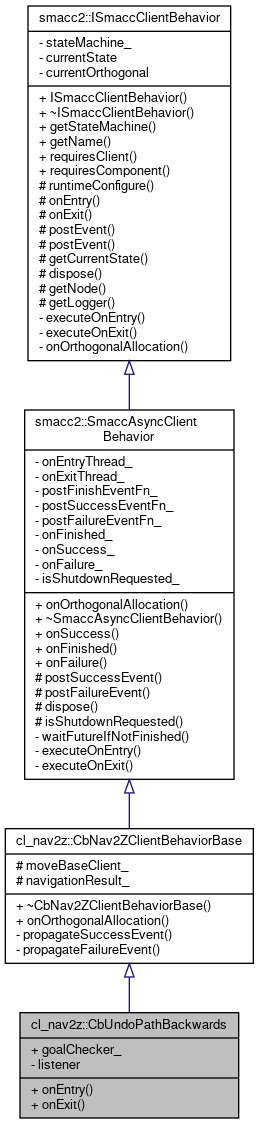 smacc2::ISmaccClientBehavior
- stateMachine_
- currentState
- currentOrthogonal
+ ISmaccClientBehavior()
+ ~ISmaccClientBehavior()
+ getStateMachine()
+ getName()
+ requiresClient()
+ requiresComponent()
# runtimeConfigure()
# onEntry()
# onExit()
# postEvent()
# postEvent()
# getCurrentState()
# dispose()
# getNode()
# getLogger()
- executeOnEntry()
- executeOnExit()
- onOrthogonalAllocation()
smacc2::SmaccAsyncClient
Behavior
- onEntryThread_
- onExitThread_
- postFinishEventFn_
- postSuccessEventFn_
- postFailureEventFn_
- onFinished_
- onSuccess_
- onFailure_
- isShutdownRequested_
+ onOrthogonalAllocation()
+ ~SmaccAsyncClientBehavior()
+ onSuccess()
+ onFinished()
+ onFailure()
# postSuccessEvent()
# postFailureEvent()
# dispose()
# isShutdownRequested()
- waitFutureIfNotFinished()
- executeOnEntry()
- executeOnExit()
cl_nav2z::CbNav2ZClientBehaviorBase
# moveBaseClient_
# navigationResult_
+ ~CbNav2ZClientBehaviorBase()
+ onOrthogonalAllocation()
- propagateSuccessEvent()
- propagateFailureEvent()
cl_nav2z::CbUndoPathBackwards
+ goalChecker_
- listener
+ onEntry()
+ onExit()